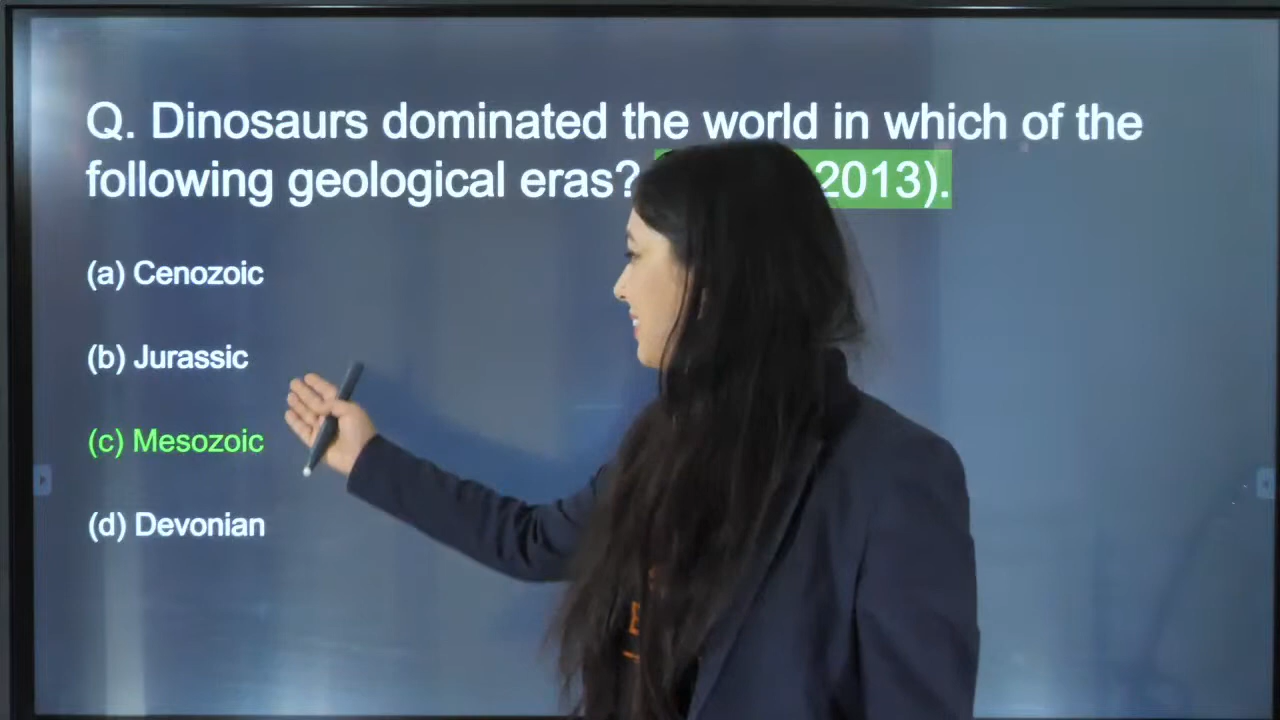 Q. Dinosaurs dominated the world in which of the
following geological eras? 2013).
(a) Cenozoic
(b) Jurassic
(c) Mesozoic
(d) Devonian